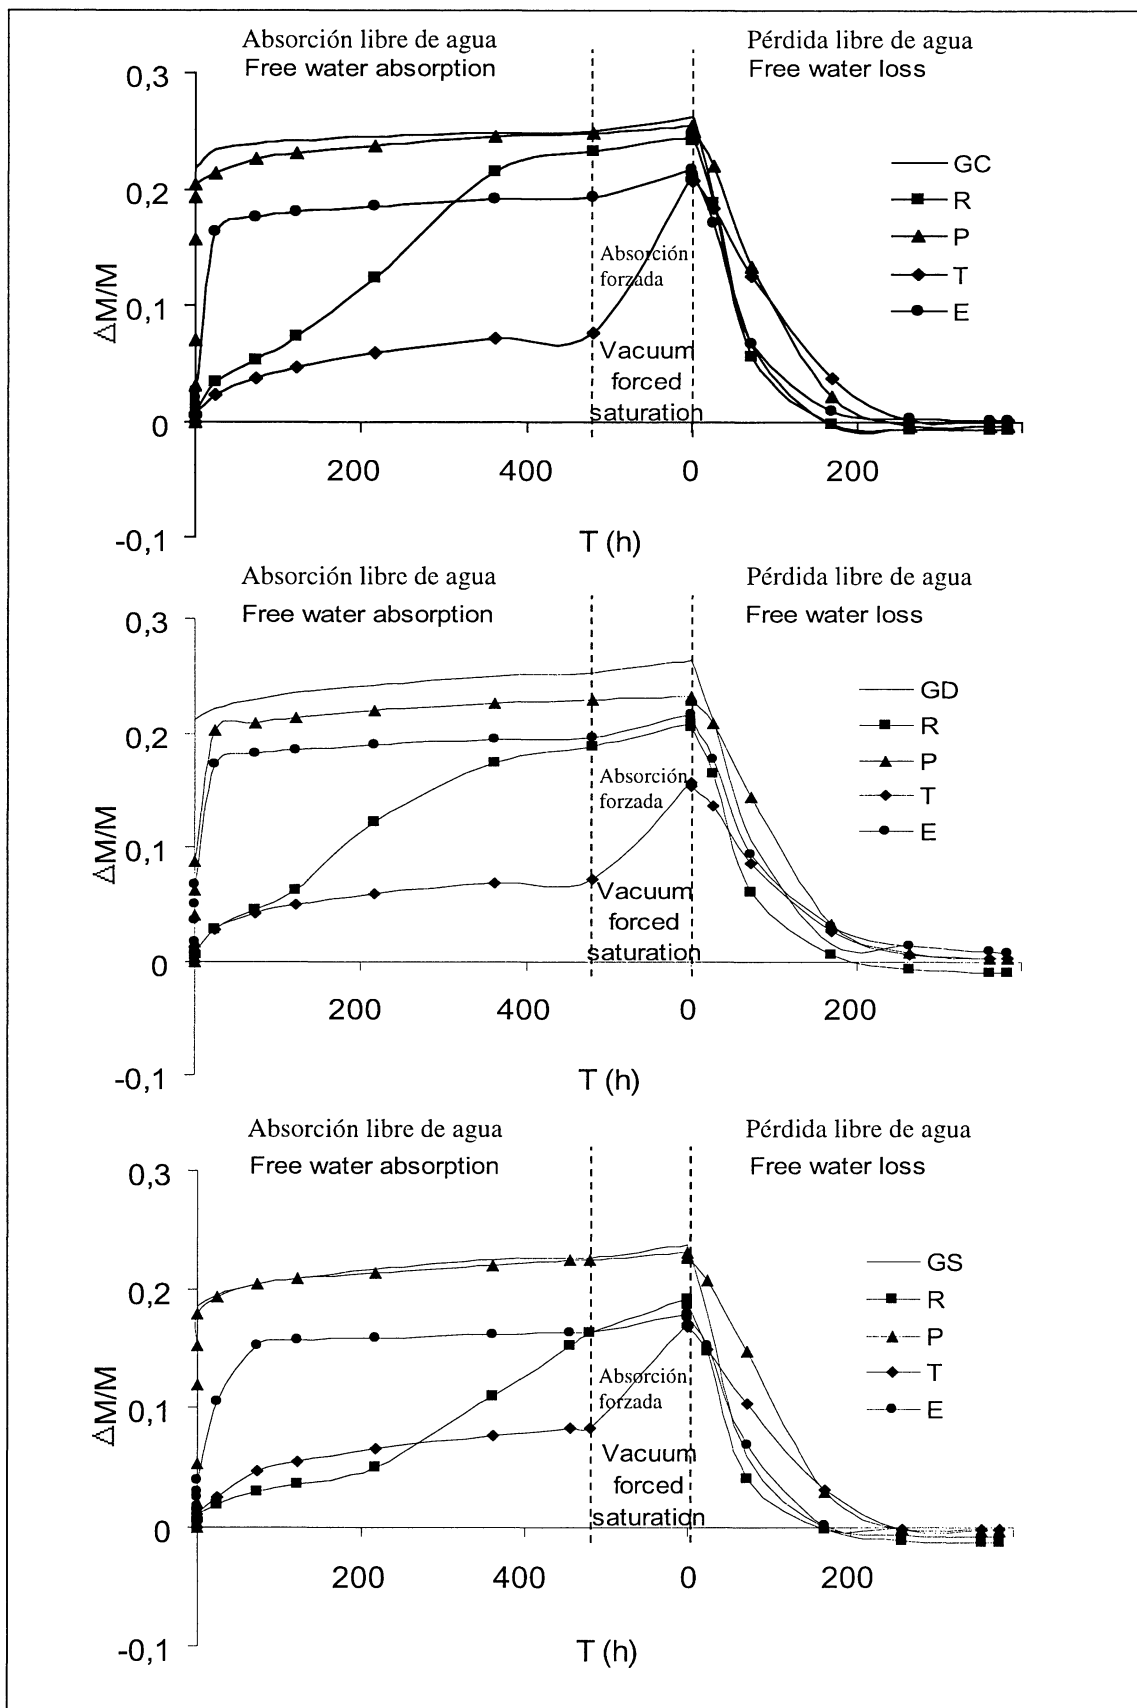 Absorción libre de agua
Free water absorption
Pérdida libre de agua
Free water loss
0,3
0,2
0,1
0
-0,1
ΔM/M
GC
R
P
T
E
Absorción
forzada
Vacuum
forced
saturation
200
400
0
200
T (h)
Absorción libre de agua
Free water absorption
Pérdida libre de agua
Free water loss
0,3
0,2
0,1
0
-0,1
ΔM/M
GD
R
P
T
E
Absorción
forzada
Vacuum
forced
saturation
200
400
0
200
T (h)
Absorción libre de agua
Free water absorption
Pérdida libre de agua
Free water loss
0,3
0,2
0,1
0
-0,1
ΔM/M
GS
R
P
T
E
Absorción
forzada
Vacuum
forced
saturation
200
400
0
200
T (h)